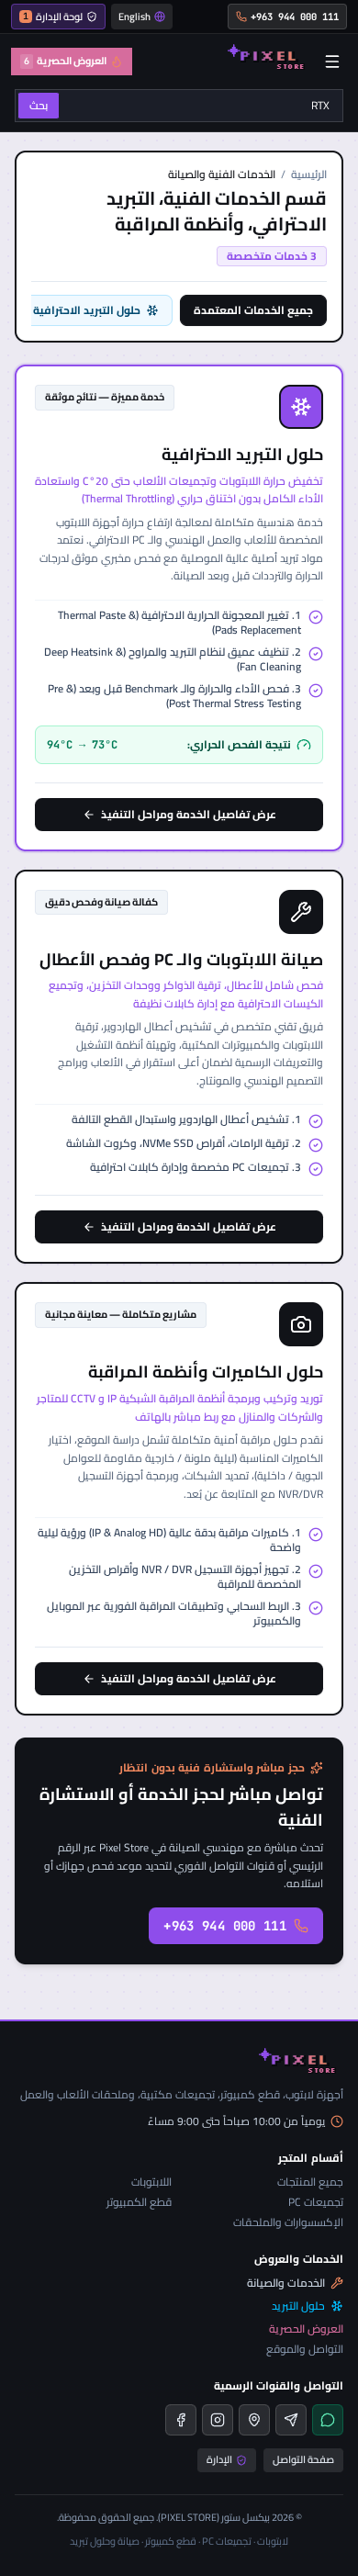 +963 944 000 111
English
لوحة الإدارة 1
PIXEL STORE
العروض الحصرية 6
RTX
بحث
الرئيسية / الخدمات الفنية والصيانة
قسم الخدمات الفنية، التبريد
الاحترافي، وأنظمة المراقبة
3 خدمات متخصصة
جميع الخدمات المعتمدة
حلول التبريد الاحترافية
خدمة مميزة — نتائج موثقة
حلول التبريد الاحترافية
تخفيض حرارة اللابتوبات وتجميعات الألعاب حتى 20°C واستعادة
الأداء الكامل بدون اختناق حراري (Thermal Throttling)
خدمة هندسية متكاملة لمعالجة ارتفاع حرارة أجهزة اللابتوب
المخصصة للألعاب والعمل الهندسي والـ PC الاحترافي. نعتمد
مواد تبريد أصلية عالية الموصلية مع فحص مخبري موثق لدرجات
الحرارة والترددات قبل وبعد الصيانة.
1. تغيير المعجونة الحرارية الاحترافية (Thermal Paste &
Pads Replacement)
2. تنظيف عميق لنظام التبريد والمراوح (Deep Heatsink &
Fan Cleaning)
3. فحص الأداء والحرارة والـ Benchmark قبل وبعد (Pre &
Post Thermal Stress Testing)
نتيجة الفحص الحراري:
94°C → 73°C
عرض تفاصيل الخدمة ومراحل التنفيذ ←
كفالة صيانة وفحص دقيق
صيانة اللابتوبات والـ PC وفحص الأعطال
فحص شامل للأعطال، ترقية الذواكر ووحدات التخزين، وتجميع
الكيسات الاحترافية مع إدارة كابلات نظيفة
فريق تقني متخصص في تشخيص أعطال الهاردوير، ترقية
اللابتوبات والكمبيوترات المكتبية، وتهيئة أنظمة التشغيل
والتعريفات الرسمية لضمان أعلى استقرار في الألعاب وبرامج
التصميم الهندسي والمونتاج.
1. تشخيص أعطال الهاردوير واستبدال القطع التالفة
2. ترقية الرامات، أقراص NVMe SSD، وكروت الشاشة
3. تجميعات PC مخصصة وإدارة كابلات احترافية
عرض تفاصيل الخدمة ومراحل التنفيذ ←
مشاريع متكاملة — معاينة مجانية
حلول الكاميرات وأنظمة المراقبة
توريد وتركيب وبرمجة أنظمة المراقبة الشبكية IP و CCTV للمتاجر
والشركات والمنازل مع ربط مباشر بالهاتف
نقدم حلول مراقبة أمنية متكاملة تشمل دراسة الموقع، اختيار
الكاميرات المناسبة (ليلية ملونة / خارجية مقاومة للعوامل
الجوية / داخلية)، تمديد الشبكات، وبرمجة أجهزة التسجيل
NVR/DVR مع المتابعة عن بُعد.
1. كاميرات مراقبة بدقة عالية (IP & Analog HD) ورؤية ليلية
واضحة
2. تجهيز أجهزة التسجيل NVR / DVR وأقراص التخزين
المخصصة للمراقبة
3. الربط السحابي وتطبيقات المراقبة الفورية عبر الموبايل
والكمبيوتر
عرض تفاصيل الخدمة ومراحل التنفيذ ←
حجز مباشر واستشارة فنية بدون انتظار
تواصل مباشر لحجز الخدمة أو الاستشارة
الفنية
تحدث مباشرة مع مهندسي الصيانة في Pixel Store عبر الرقم
الرئيسي أو قنوات التواصل الفوري لتحديد موعد فحص جهازك أو
استلامه.
+963 944 000 111
PIXEL STORE
أجهزة لابتوب، قطع كمبيوتر، تجميعات مكتبية، وملحقات الألعاب والعمل
يومياً من 10:00 صباحاً حتى 9:00 مساءً
أقسام المتجر
جميع المنتجات
اللابتوبات
تجميعات PC
قطع الكمبيوتر
الإكسسوارات والملحقات
الخدمات والعروض
الخدمات والصيانة
حلول التبريد
العروض الحصرية
التواصل والموقع
التواصل والقنوات الرسمية
صفحة التواصل
الإدارة
© 2026 بيكسل ستور (PIXEL STORE). جميع الحقوق محفوظة.
لابتوبات · تجميعات PC · قطع كمبيوتر · صيانة وحلول تبريد